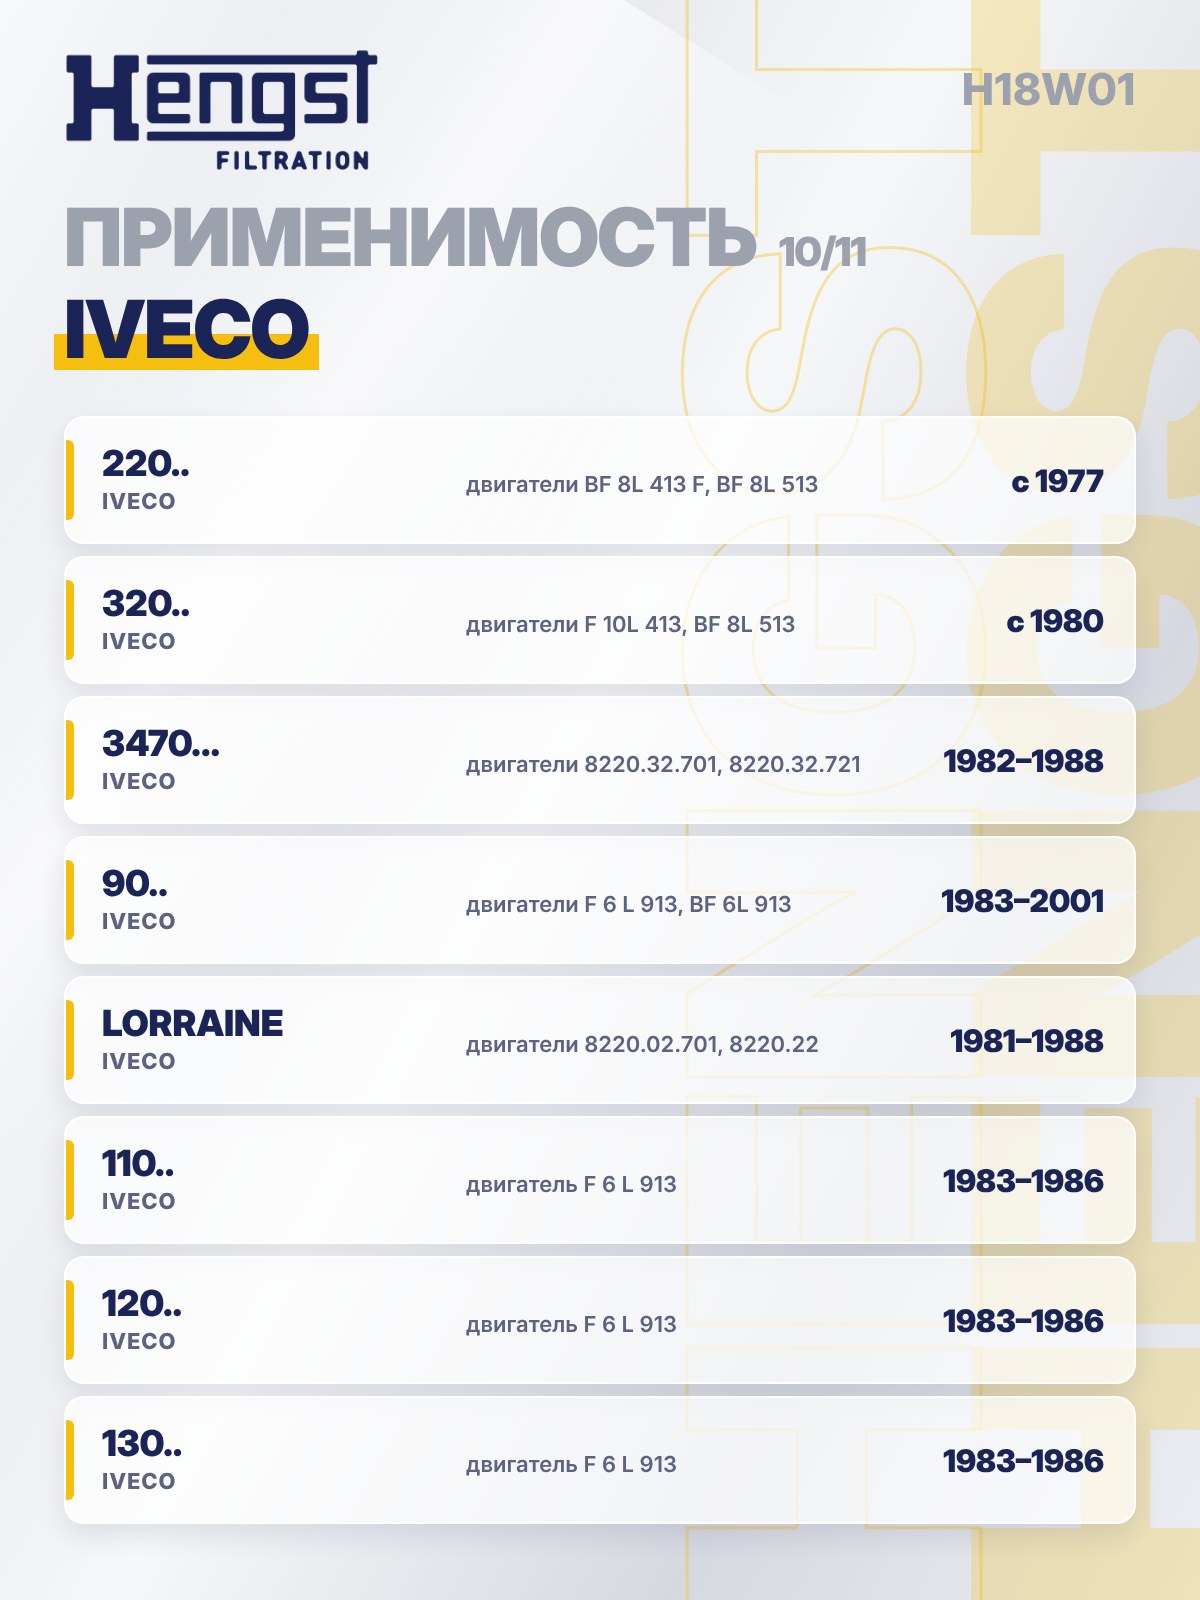 Hengst
FILTRATION
H18W01
ПРИМЕНИМОСТЬ 10/11
IVECO
220..
IVECO
двигатели BF 8L 413 F, BF 8L 513
с 1977
320..
IVECO
двигатели F 10L 413, BF 8L 513
с 1980
3470...
IVECO
двигатели 8220.32.701, 8220.32.721
1982–1988
90..
IVECO
двигатели F 6 L 913, BF 6L 913
1983–2001
LORRAINE
IVECO
двигатели 8220.02.701, 8220.22
1981–1988
110..
IVECO
двигатель F 6 L 913
1983–1986
120..
IVECO
двигатель F 6 L 913
1983–1986
130..
IVECO
двигатель F 6 L 913
1983–1986
HENGST
HENGST